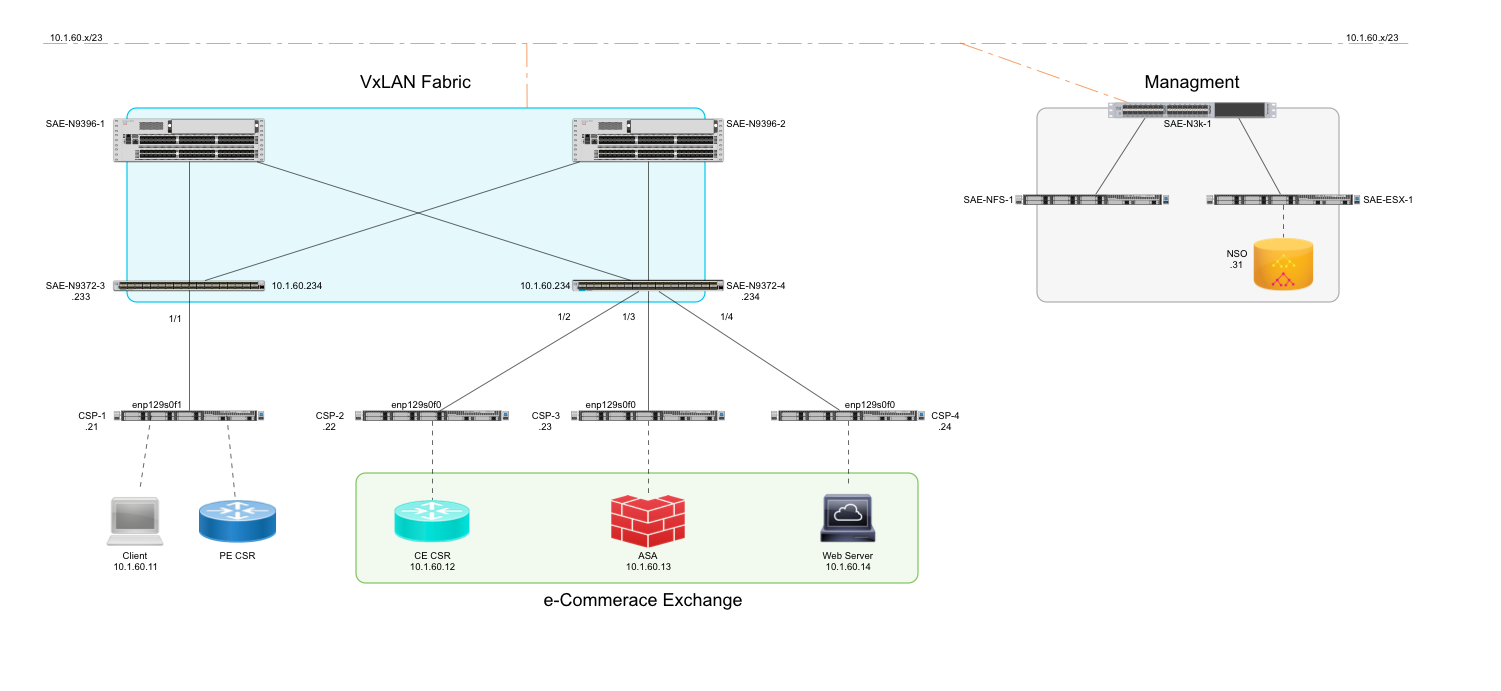 10.1.60.x/23
10.1.60.x/23
VxLAN Fabric
Managment
SAE-N9396-1
SAE-N9396-2
SAE-N3k-1
SAE-NFS-1
SAE-ESX-1
NSO
.31
SAE-N9372-3
.233
10.1.60.234
10.1.60.234
SAE-N9372-4
.234
1/1
1/2
1/3
1/4
enp129s0f1
enp129s0f0
enp129s0f0
enp129s0f0
CSP-1
.21
CSP-2
.22
CSP-3
.23
CSP-4
.24
Client
10.1.60.11
PE CSR
CE CSR
10.1.60.12
ASA
10.1.60.13
Web Server
10.1.60.14
e-Commerace Exchange